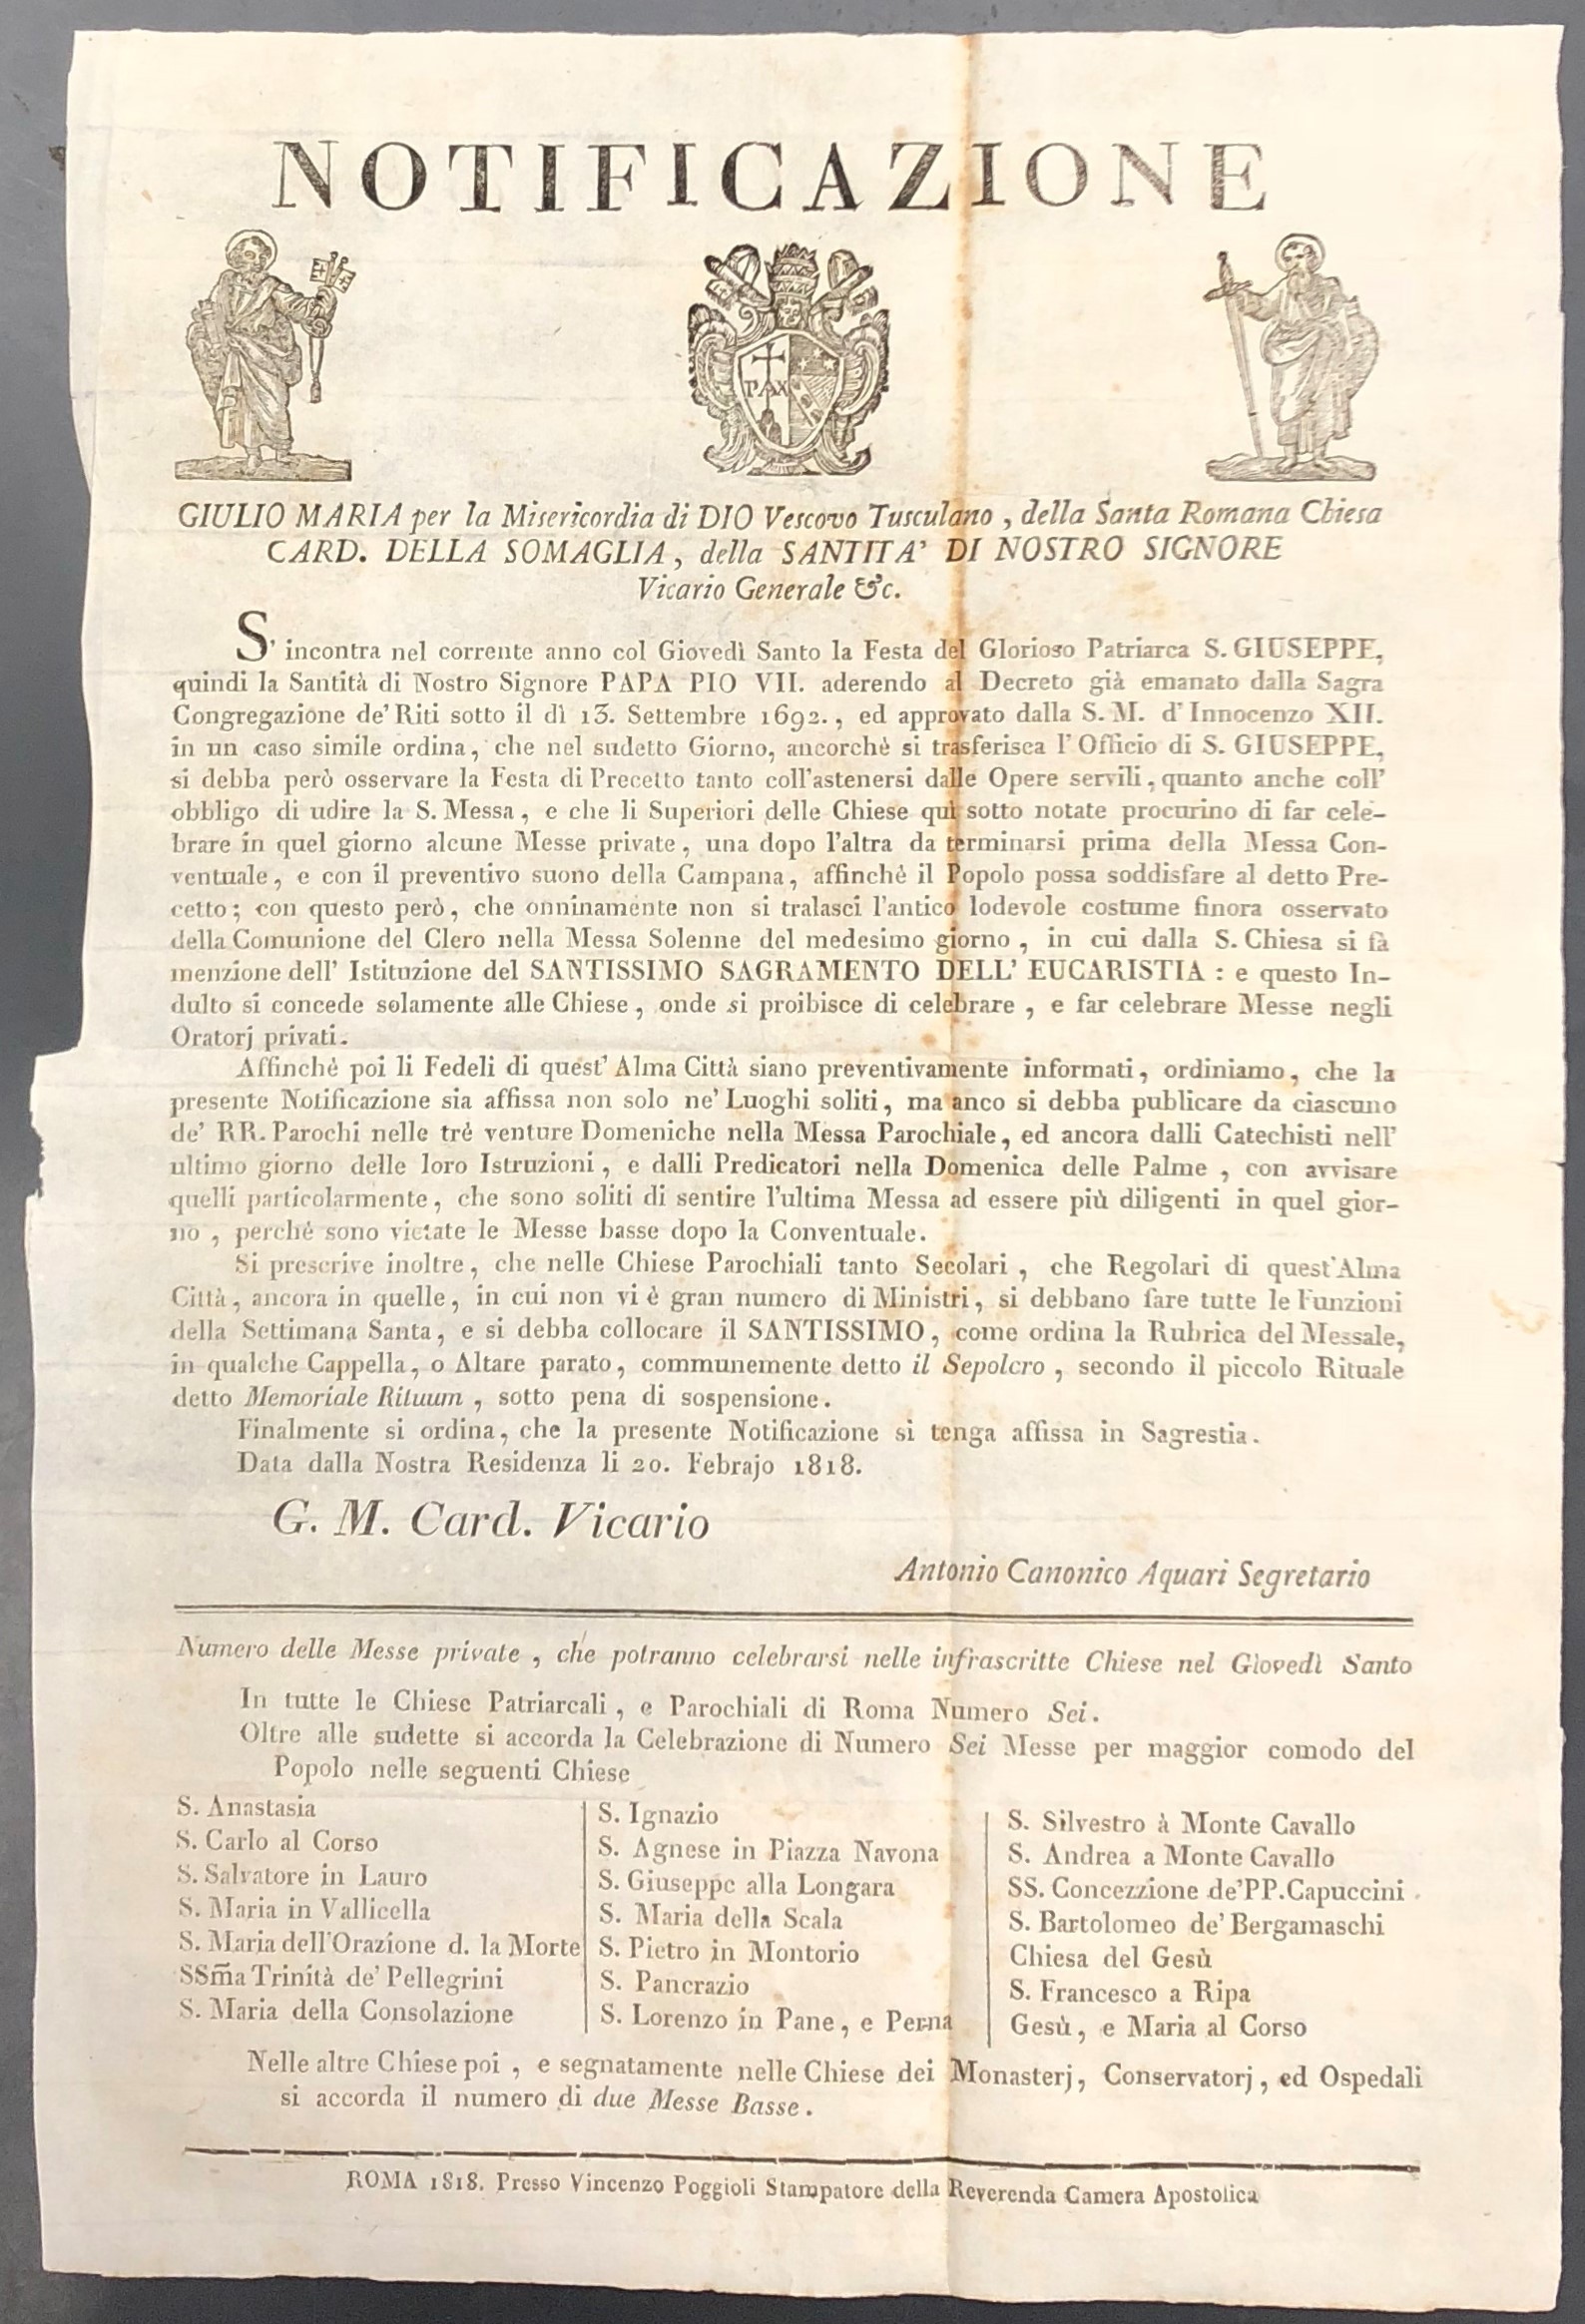 NOTIFICAZIONE
PAX
GIULIO MARIA per la Misericordia di DIO Vescovo Tusculano , della Santa Romana Chiesa
CARD. DELLA SOMAGLIA , della SANTITA' DI NOSTRO SIGNORE
Vicario Generale &c.
S' incontra nel corrente anno col Giovedì Santo la Festa del Glorioso Patriarca S. GIUSEPPE,
quindi la Santità di Nostro Signore PAPA PIO VII. aderendo al Decreto già emanato dalla Sagra
Congregazione de' Riti sotto il dì 13. Settembre 1692., ed approvato dalla S. M. d' Innocenzo XII.
in un caso simile ordina, che nel sudetto Giorno, ancorchè si trasferisca l' Officio di S. GIUSEPPE,
si debba però osservare la Festa di Precetto tanto coll'astenersi dalle Opere servili, quanto anche coll'
obbligo di udire la S. Messa, e che li Superiori delle Chiese quì sotto notate procurino di far cele-
brare in quel giorno alcune Messe private, una dopo l'altra da terminarsi prima della Messa Con-
ventuale, e con il preventivo suono della Campana, affinchè il Popolo possa soddisfare al detto Pre-
cetto; con questo però, che onninamente non si tralasci l'antico lodevole costume finora osservato
della Comunione del Clero nella Messa Solenne del medesimo giorno, in cui dalla S. Chiesa si fà
menzione dell' Istituzione del SANTISSIMO SAGRAMENTO DELL' EUCARISTIA : e questo In-
dulto si concede solamente alle Chiese, onde si proibisce di celebrare, e far celebrare Messe negli
Oratorj privati.
Affinchè poi li Fedeli di quest' Alma Città siano preventivamente informati, ordiniamo, che la
presente Notificazione sia affissa non solo ne' Luoghi soliti, ma anco si debba publicare da ciascuno
de' RR. Parochi nelle trè venture Domeniche nella Messa Parochiale, ed ancora dalli Catechisti nell'
ultimo giorno delle loro Istruzioni, e dalli Predicatori nella Domenica delle Palme, con avvisare
quelli particolarmente, che sono soliti di sentire l'ultima Messa ad essere più diligenti in quel gior-
no, perchè sono vietate le Messe basse dopo la Conventuale.
Si prescrive inoltre, che nelle Chiese Parochiali tanto Secolari, che Regolari di quest'Alma
Città, ancora in quelle, in cui non vi è gran numero di Ministri, si debbano fare tutte le Funzioni
della Settimana Santa, e si debba collocare il SANTISSIMO, come ordina la Rubrica del Messale,
in qualche Cappella, o Altare parato, communemente detto il Sepolcro, secondo il piccolo Rituale
detto Memoriale Rituum, sotto pena di sospensione.
Finalmente si ordina, che la presente Notificazione si tenga affissa in Sagrestia.
Data dalla Nostra Residenza li 20. Febrajo 1818.
G. M. Card. Vicario
Antonio Canonico Aquari Segretario
Numero delle Messe private, che potranno celebrarsi nelle infrascritte Chiese nel Giovedì Santo
In tutte le Chiese Patriarcali, e Parochiali di Roma Numero Sei.
Oltre alle sudette si accorda la Celebrazione di Numero Sei Messe per maggior comodo del
Popolo nelle seguenti Chiese
S. Anastasia
S. Carlo al Corso
S. Salvatore in Lauro
S. Maria in Vallicella
S. Maria dell'Orazione d. la Morte
SSm̃a Trinità de' Pellegrini
S. Maria della Consolazione
S. Ignazio
S. Agnese in Piazza Navona
S. Giuseppe alla Longara
S. Maria della Scala
S. Pietro in Montorio
S. Pancrazio
S. Lorenzo in Pane, e Perna
S. Silvestro à Monte Cavallo
S. Andrea a Monte Cavallo
SS. Concezzione de'PP.Capuccini
S. Bartolomeo de' Bergamaschi
Chiesa del Gesù
S. Francesco a Ripa
Gesù, e Maria al Corso
Nelle altre Chiese poi, e segnatamente nelle Chiese dei Monasterj, Conservatorj, ed Ospedali
si accorda il numero di due Messe Basse.
ROMA 1818. Presso Vincenzo Poggioli Stampatore della Reverenda Camera Apostolica